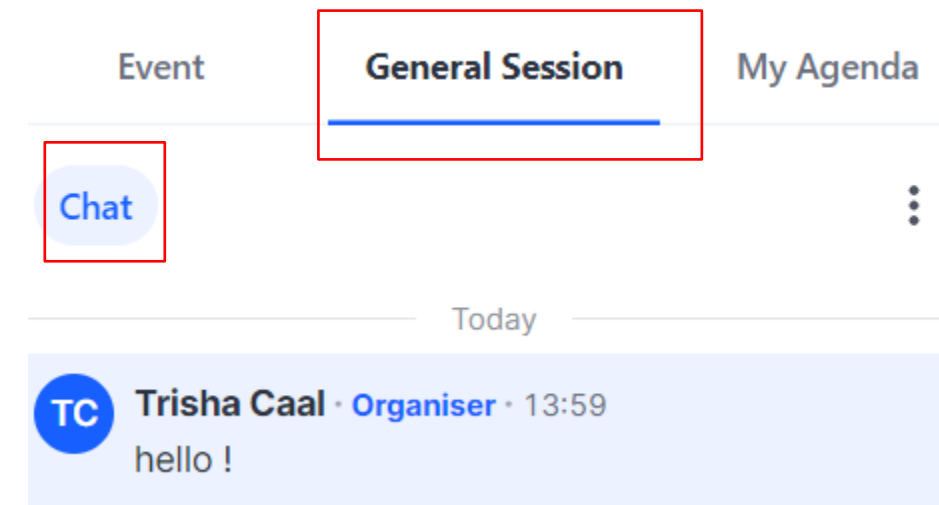 Event General Session My Agenda
Chat
Today
TC Trisha Caal · Organiser · 13:59
hello !